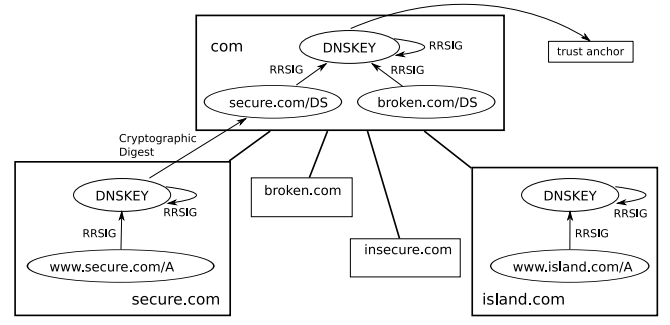 com
DNSKEY
RRSIG
trust anchor
RRSIG
RRSIG
secure.com/DS
broken.com/DS
Cryptographic
Digest
DNSKEY
RRSIG
RRSIG
www.secure.com/A
secure.com
broken.com
insecure.com
DNSKEY
RRSIG
RRSIG
www.island.com/A
island.com